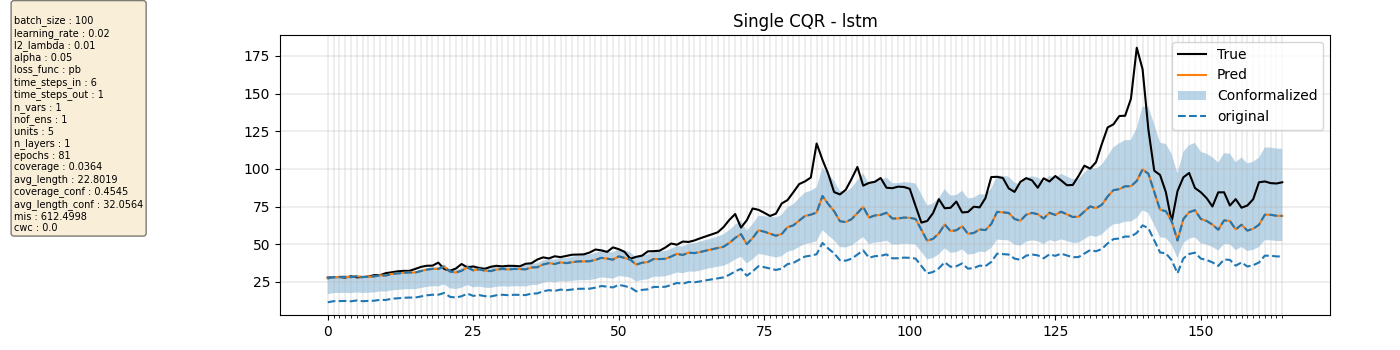 batch_size : 100
learning_rate : 0.02
l2_lambda : 0.01
alpha : 0.05
loss_func : pb
time_steps_in : 6
time_steps_out : 1
n_vars : 1
nof_ens : 1
units : 5
n_layers : 1
epochs : 81
coverage : 0.0364
avg_length : 22.8019
coverage_conf : 0.4545
avg_length_conf : 32.0564
mis : 612.4998
cwc : 0.0
Single CQR - lstm
175
150
125
100
75
50
25
True
Pred
Conformalized
original
0 25 50 75 100 125 150